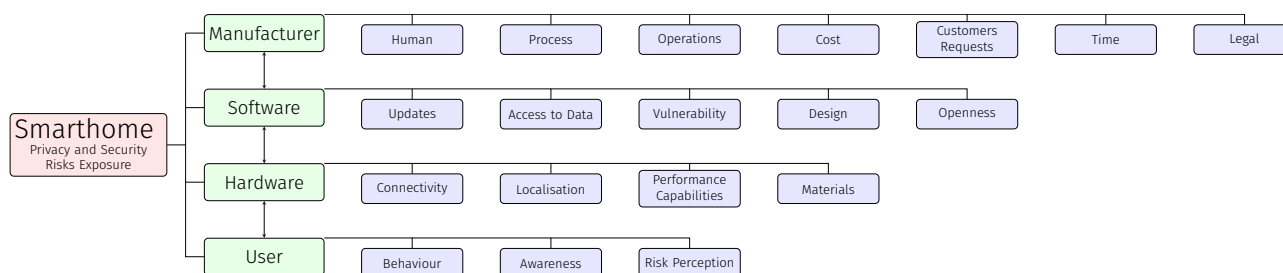 Manufacturer
Human
Process
Operations
Cost
Customers
Requests
Time
Legal
Software
Updates
Access to Data
Vulnerability
Design
Openness
Smarthome
Privacy and Security
Risks Exposure
Hardware
Connectivity
Localisation
Performance
Capabilities
Materials
User
Behaviour
Awareness
Risk Perception